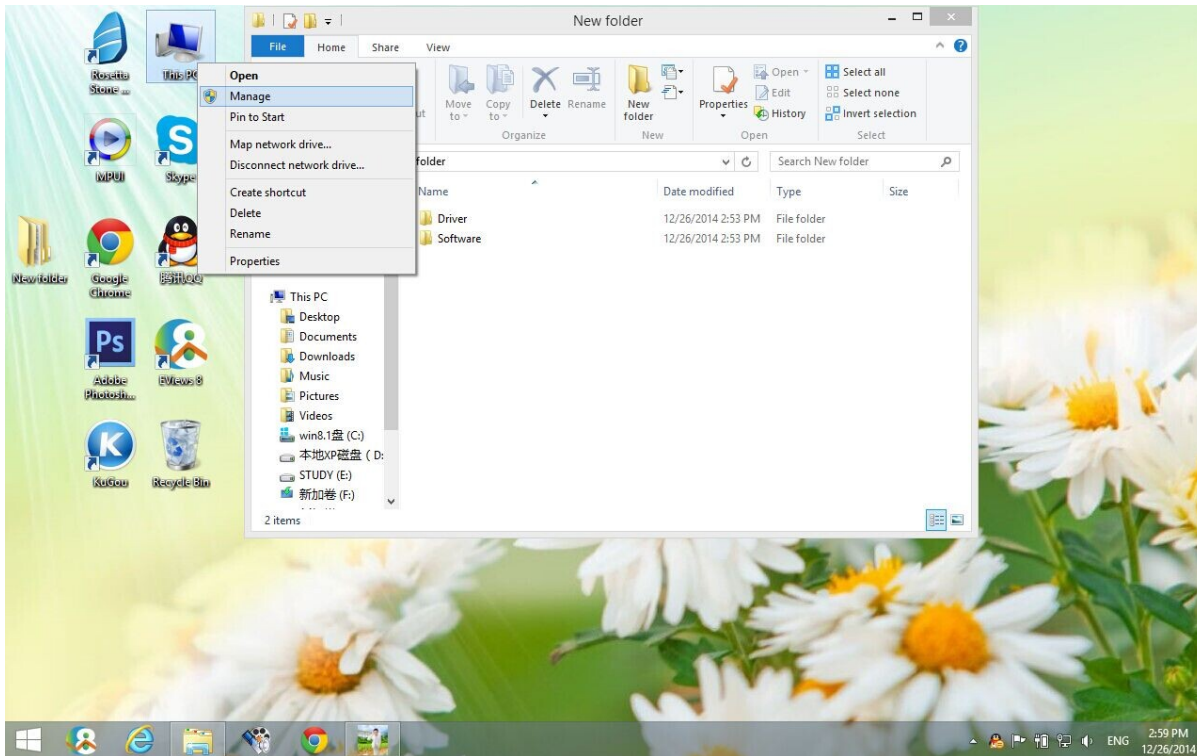 New folder
File Home Share View
Rosetta Stone ...
This PC
MPUI
Skype
New folder
Google Chrome
腾讯QQ
Ps
Adobe Photosh...
EViews 8
KuGou
Recycle Bin
Open
Manage
Pin to Start
Map network drive...
Disconnect network drive...
Create shortcut
Delete
Rename
Properties
ut
Move to
Copy to
Delete
Rename
Organize
New folder
New
Properties
Open
Edit
History
Open
Select all
Select none
Invert selection
Select
folder
Search New folder
Name Date modified Type Size
Driver 12/26/2014 2:53 PM File folder
Software 12/26/2014 2:53 PM File folder
This PC
Desktop
Documents
Downloads
Music
Pictures
Videos
win8.1盘 (C:)
本地XP磁盘 ( D:
STUDY (E:)
新加卷 (F:)
2 items
ENG
2:59 PM
12/26/2014